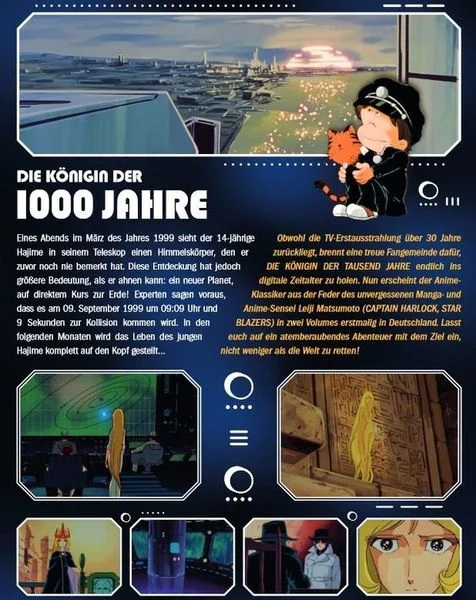 DIE KÖNIGIN DER
1000 JAHRE
Eines Abends im März des Jahres 1999 sieht der 14-jährige
Hajime in seinem Teleskop einen Himmelskörper, den er
zuvor noch nie bemerkt hat. Diese Entdeckung hat jedoch
größere Bedeutung, als er ahnen kann: ein neuer Planet,
auf direktem Kurs zur Erde! Experten sagen voraus,
dass es am 09. September 1999 um 09:09 Uhr und
9 Sekunden zur Kollision kommen wird. In den
folgenden Monaten wird das Leben des jungen
Hajime komplett auf den Kopf gestellt...
Obwohl die TV-Erstausstrahlung über 30 Jahre
zurückliegt, brennt eine treue Fangemeinde dafür,
DIE KÖNIGIN DER TAUSEND JAHRE endlich ins
digitale Zeitalter zu holen. Nun erscheint der Anime-
Klassiker aus der Feder des unvergessenen Manga- und
Anime-Sensei Leiji Matsumoto (CAPTAIN HARLOCK, STAR
BLAZERS) in zwei Volumes erstmalig in Deutschland. Lasst
euch auf ein atemberaubendes Abenteuer mit dem Ziel ein,
nicht weniger als die Welt zu retten!